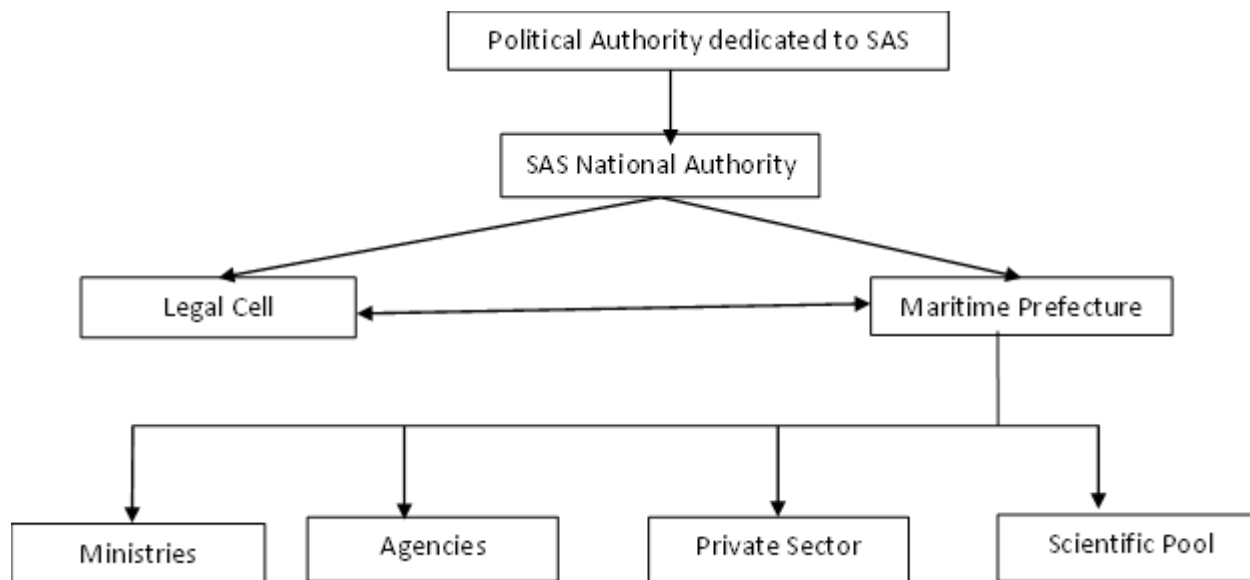 Political Authority dedicated to SAS
SAS National Authority
Legal Cell
Maritime Prefecture
Ministries
Agencies
Private Sector
Scientific Pool